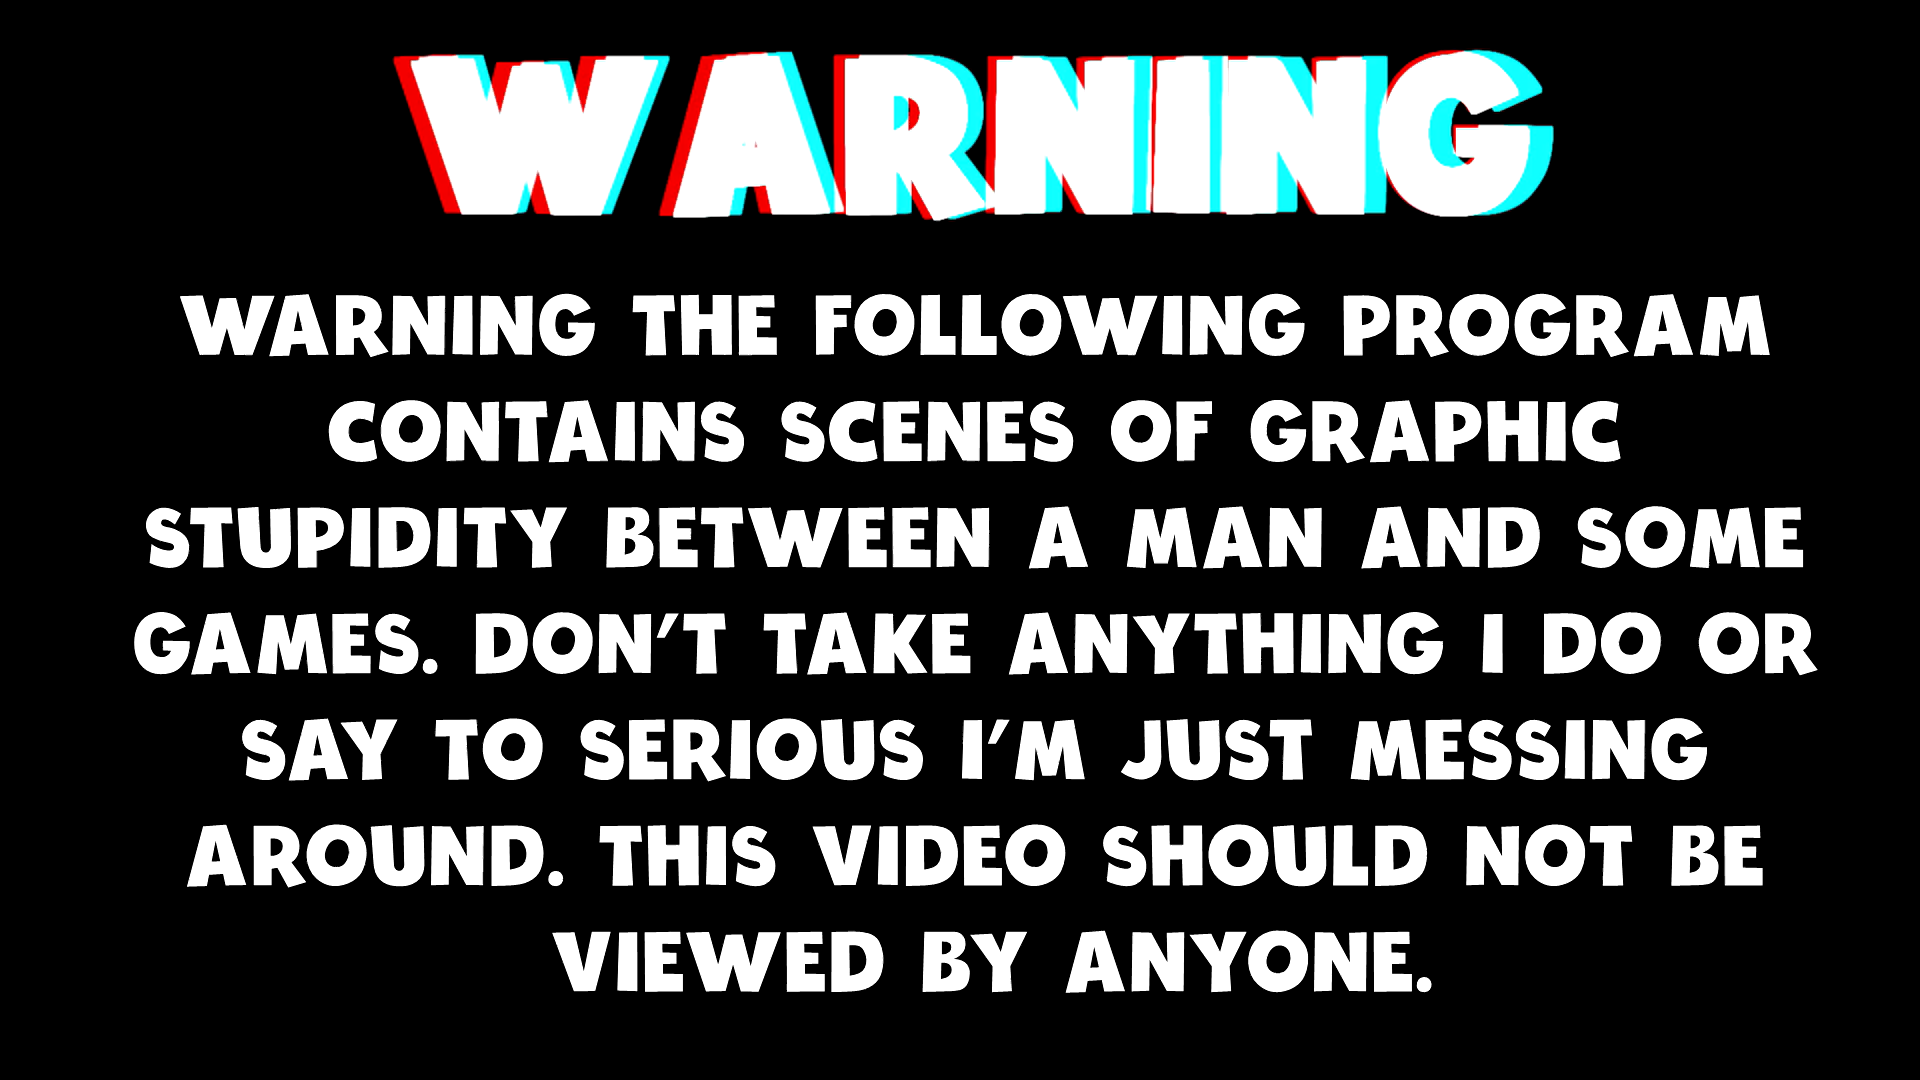 WARNING
WARNING THE FOLLOWING PROGRAM
CONTAINS SCENES OF GRAPHIC
STUPIDITY BETWEEN A MAN AND SOME
GAMES. DON'T TAKE ANYTHING I DO OR
SAY TO SERIOUS I'M JUST MESSING
AROUND. THIS VIDEO SHOULD NOT BE
VIEWED BY ANYONE.